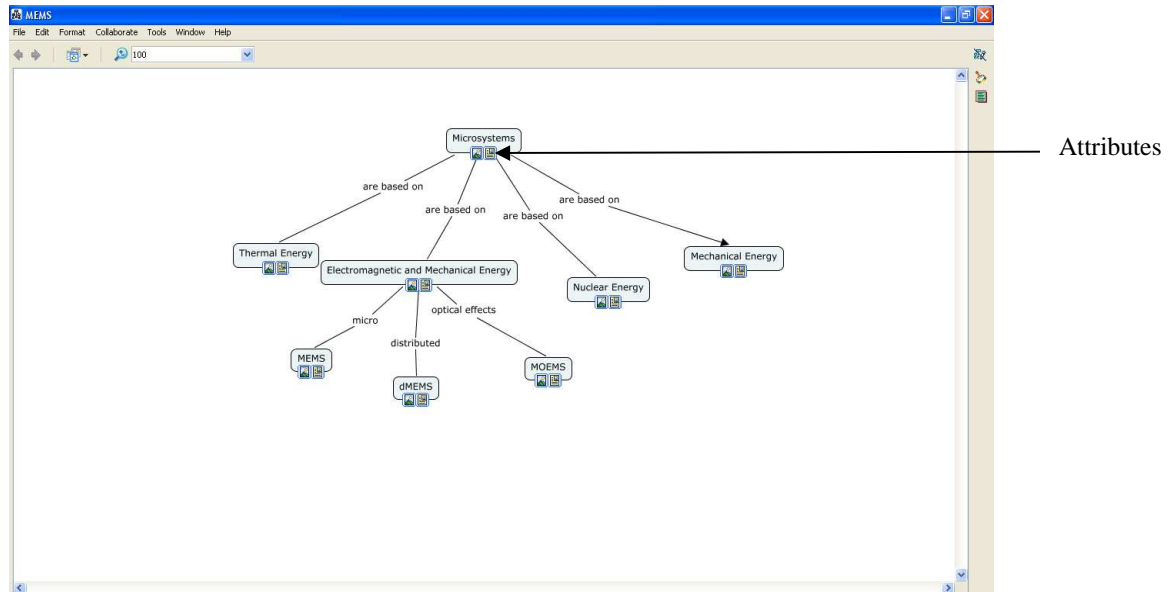 MEMS
File Edit Format Collaborate Tools Window Help
100
Microsystems
Attributes
are based on
are based on
are based on
are based on
Thermal Energy
Electromagnetic and Mechanical Energy
Nuclear Energy
Mechanical Energy
micro
distributed
optical effects
MEMS
dMEMS
MOEMS